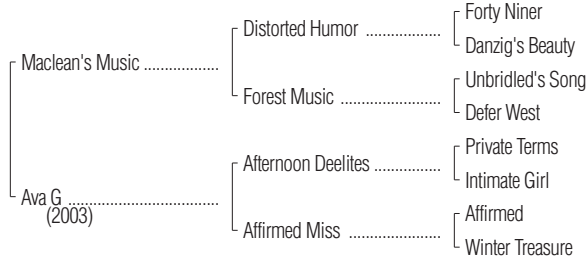 Forty Niner
Distorted Humor ..................
Danzig's Beauty
Maclean's Music ..................
Unbridled's Song
Forest Music ........................
Defer West
Private Terms
Afternoon Deelites ................
Intimate Girl
Ava G .....................................
(2003)
Affirmed
Affirmed Miss ......................
Winter Treasure